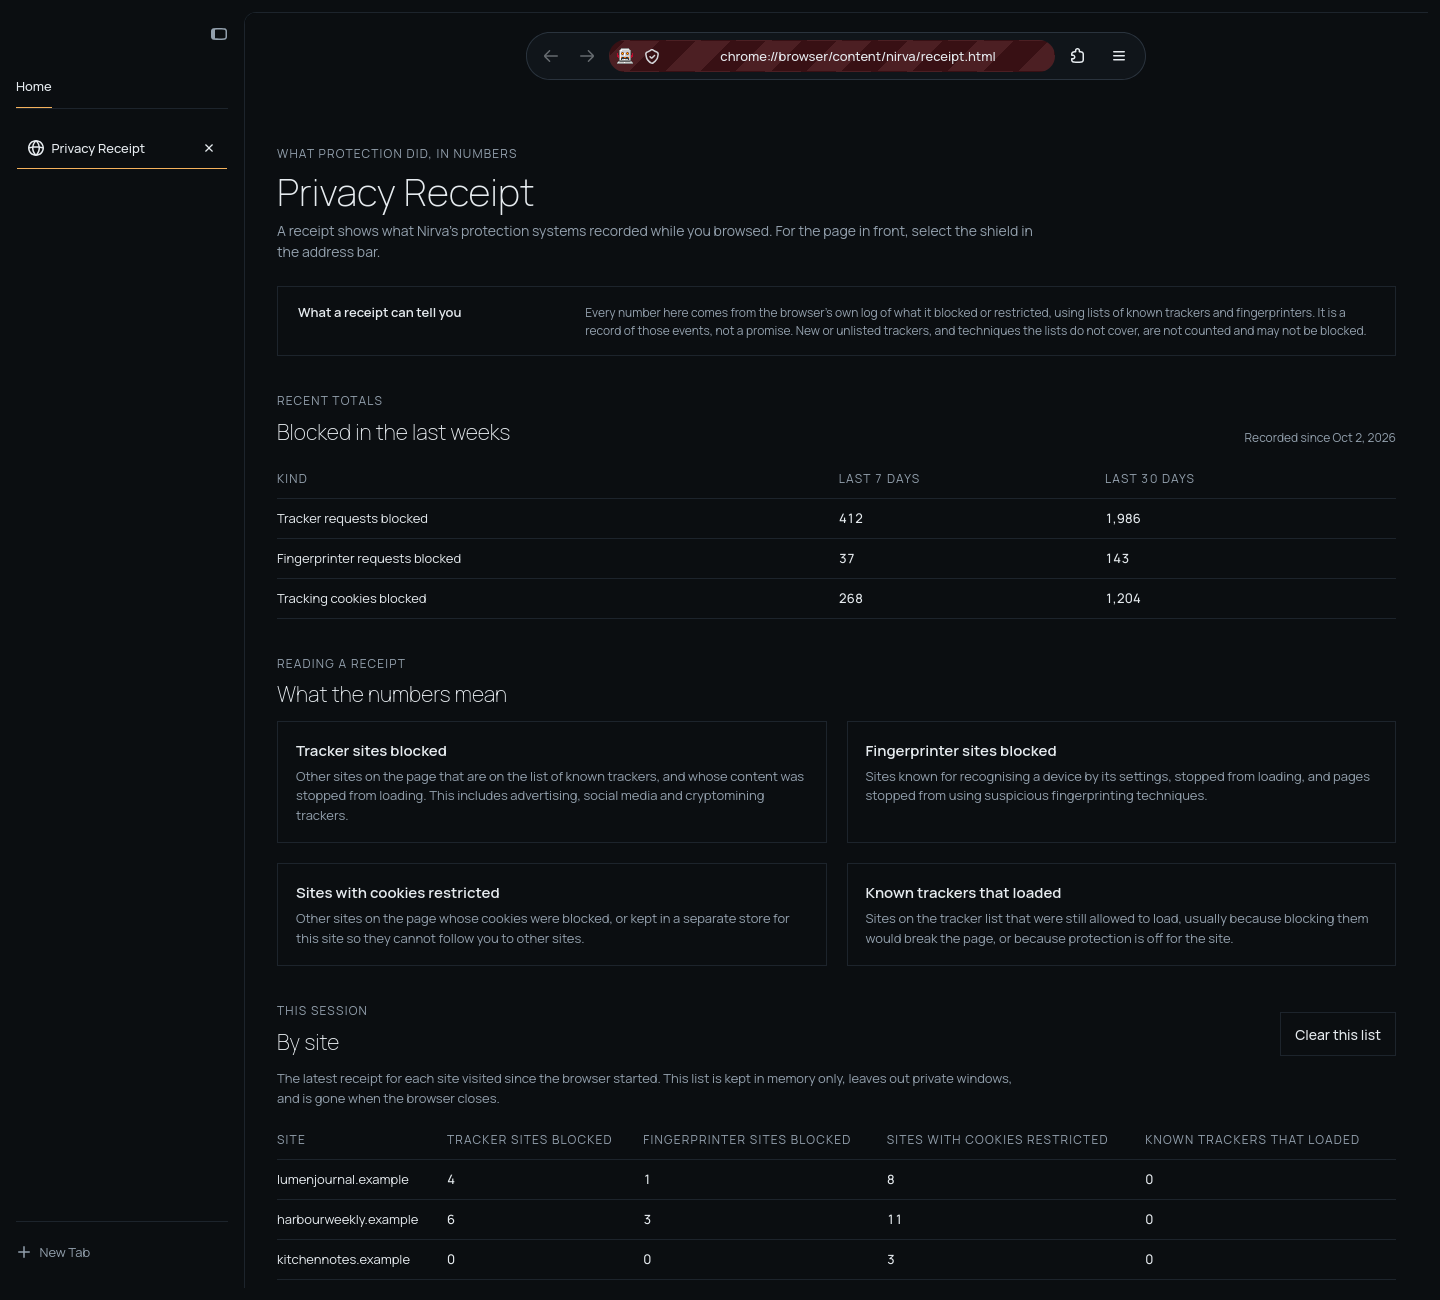 Home
Privacy Receipt
New Tab
chrome://browser/content/nirva/receipt.html
WHAT PROTECTION DID, IN NUMBERS
Privacy Receipt
A receipt shows what Nirva's protection systems recorded while you browsed. For the page in front, select the shield in
the address bar.
What a receipt can tell you
Every number here comes from the browser's own log of what it blocked or restricted, using lists of known trackers and fingerprinters. It is a
record of those events, not a promise. New or unlisted trackers, and techniques the lists do not cover, are not counted and may not be blocked.
RECENT TOTALS
Blocked in the last weeks
Recorded since Oct 2, 2026
KIND LAST 7 DAYS LAST 30 DAYS
Tracker requests blocked 412 1,986
Fingerprinter requests blocked 37 143
Tracking cookies blocked 268 1,204
READING A RECEIPT
What the numbers mean
Tracker sites blocked
Other sites on the page that are on the list of known trackers, and whose content was
stopped from loading. This includes advertising, social media and cryptomining
trackers.
Fingerprinter sites blocked
Sites known for recognising a device by its settings, stopped from loading, and pages
stopped from using suspicious fingerprinting techniques.
Sites with cookies restricted
Other sites on the page whose cookies were blocked, or kept in a separate store for
this site so they cannot follow you to other sites.
Known trackers that loaded
Sites on the tracker list that were still allowed to load, usually because blocking them
would break the page, or because protection is off for the site.
THIS SESSION
By site
Clear this list
The latest receipt for each site visited since the browser started. This list is kept in memory only, leaves out private windows,
and is gone when the browser closes.
SITE TRACKER SITES BLOCKED FINGERPRINTER SITES BLOCKED SITES WITH COOKIES RESTRICTED KNOWN TRACKERS THAT LOADED
lumenjournal.example 4 1 8 0
harbourweekly.example 6 3 11 0
kitchennotes.example 0 0 3 0